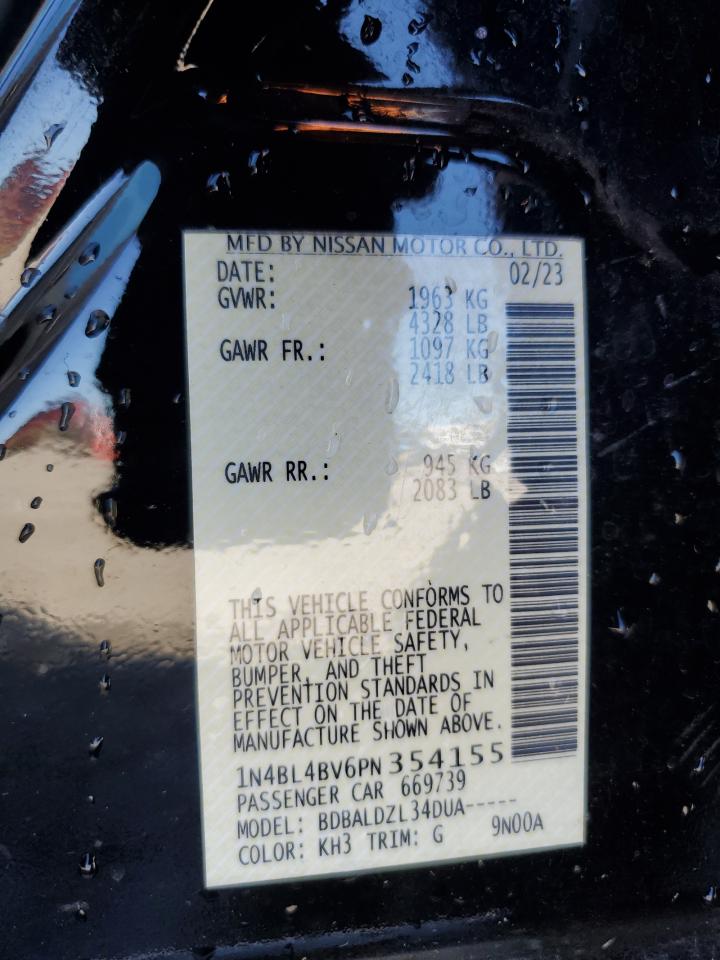 MFD BY NISSAN MOTOR CO., LTD.
DATE: 02/23
GVWR: 1963 KG
4328 LB
GAWR FR.: 1097 KG
2418 LB
GAWR RR.: 945 KG
2083 LB
THIS VEHICLE CONFORMS TO
ALL APPLICABLE FEDERAL
MOTOR VEHICLE SAFETY,
BUMPER, AND THEFT
PREVENTION STANDARDS IN
EFFECT ON THE DATE OF
MANUFACTURE SHOWN ABOVE.
1N4BL4BV6PN354155
PASSENGER CAR 669739
MODEL: BDBALDZL34DUA-----
COLOR: KH3 TRIM: G 9N00A